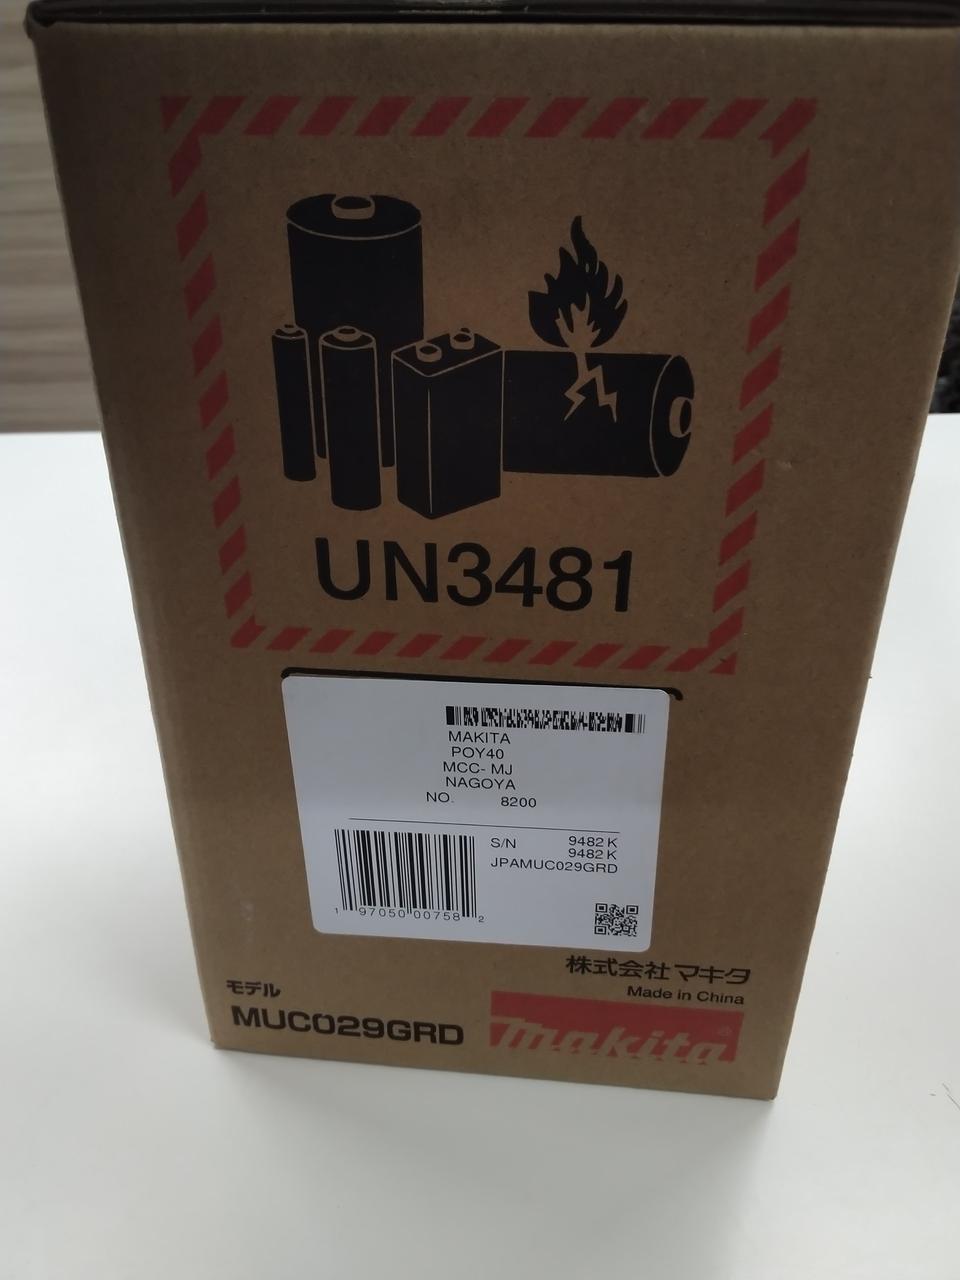 UN3481
MAKITA
POY40
MCC- MJ
NAGOYA
NO. 8200
S/N 9482 K
9482 K
JPAMUC029GRD
1 97050 00758 2
株式会社 マキタ
Made in China
モデル
MUC029GRD
makita®